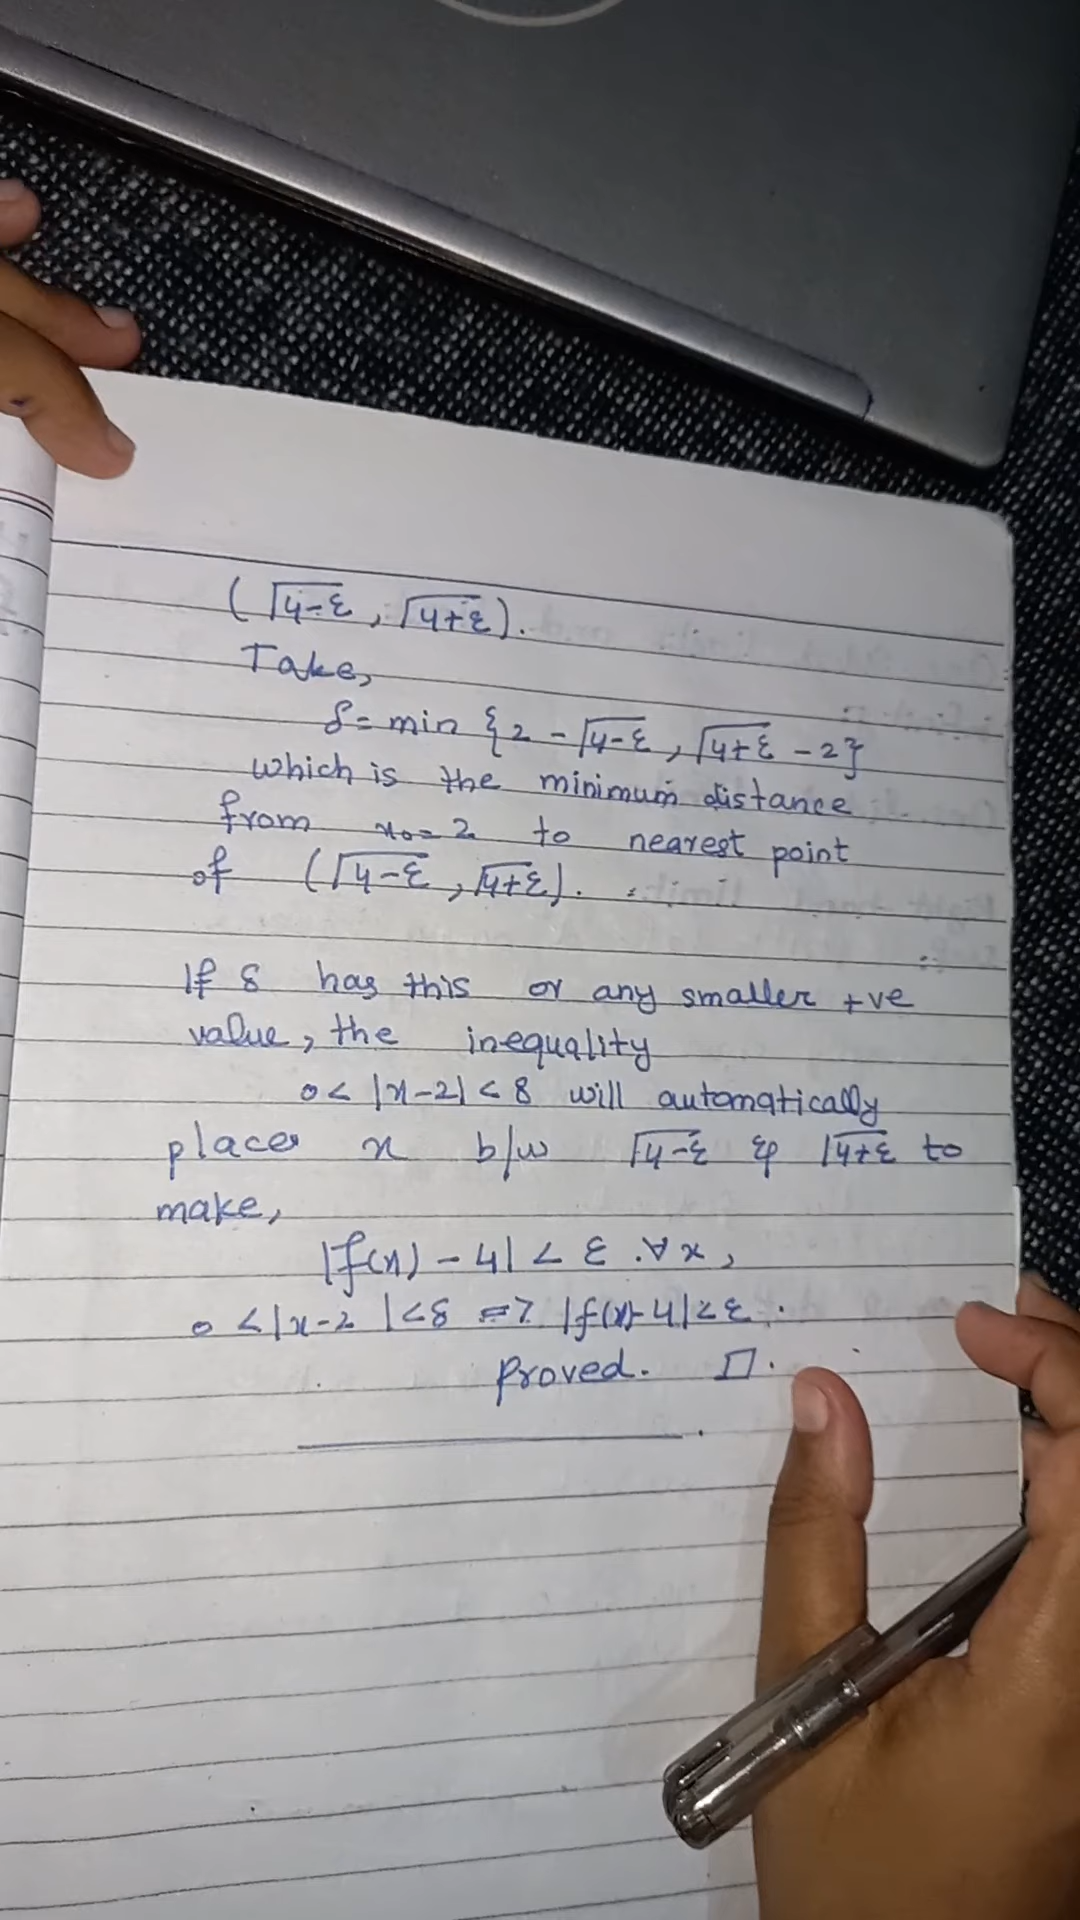 (√4-ε, √4+ε).
Take,
δ = min {2 - √4-ε, √4+ε - 2}
which is the minimum distance
from x₀ = 2 to nearest point
of (√4-ε, √4+ε).
If δ has this or any smaller +ve
value, the inequality
0 < |x-2| < δ will automatically
places x b/w √4-ε & √4+ε to
make,
|f(x) - 4| < ε ∀ x,
0 < |x-2| < δ => |f(x)-4| < ε.
Proved. □.